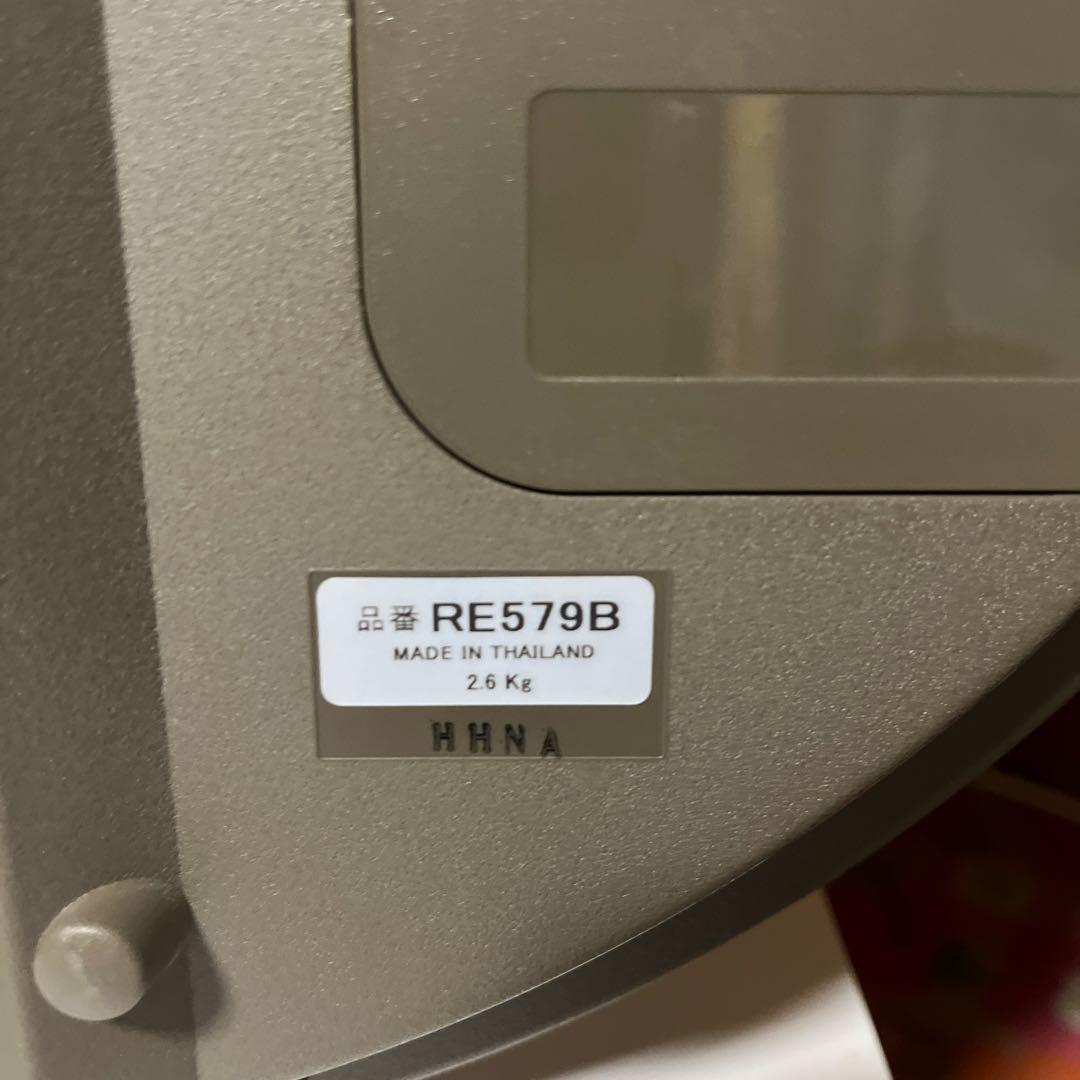 品番 RE579B
MADE IN THAILAND
2.6 Kg
HHNA